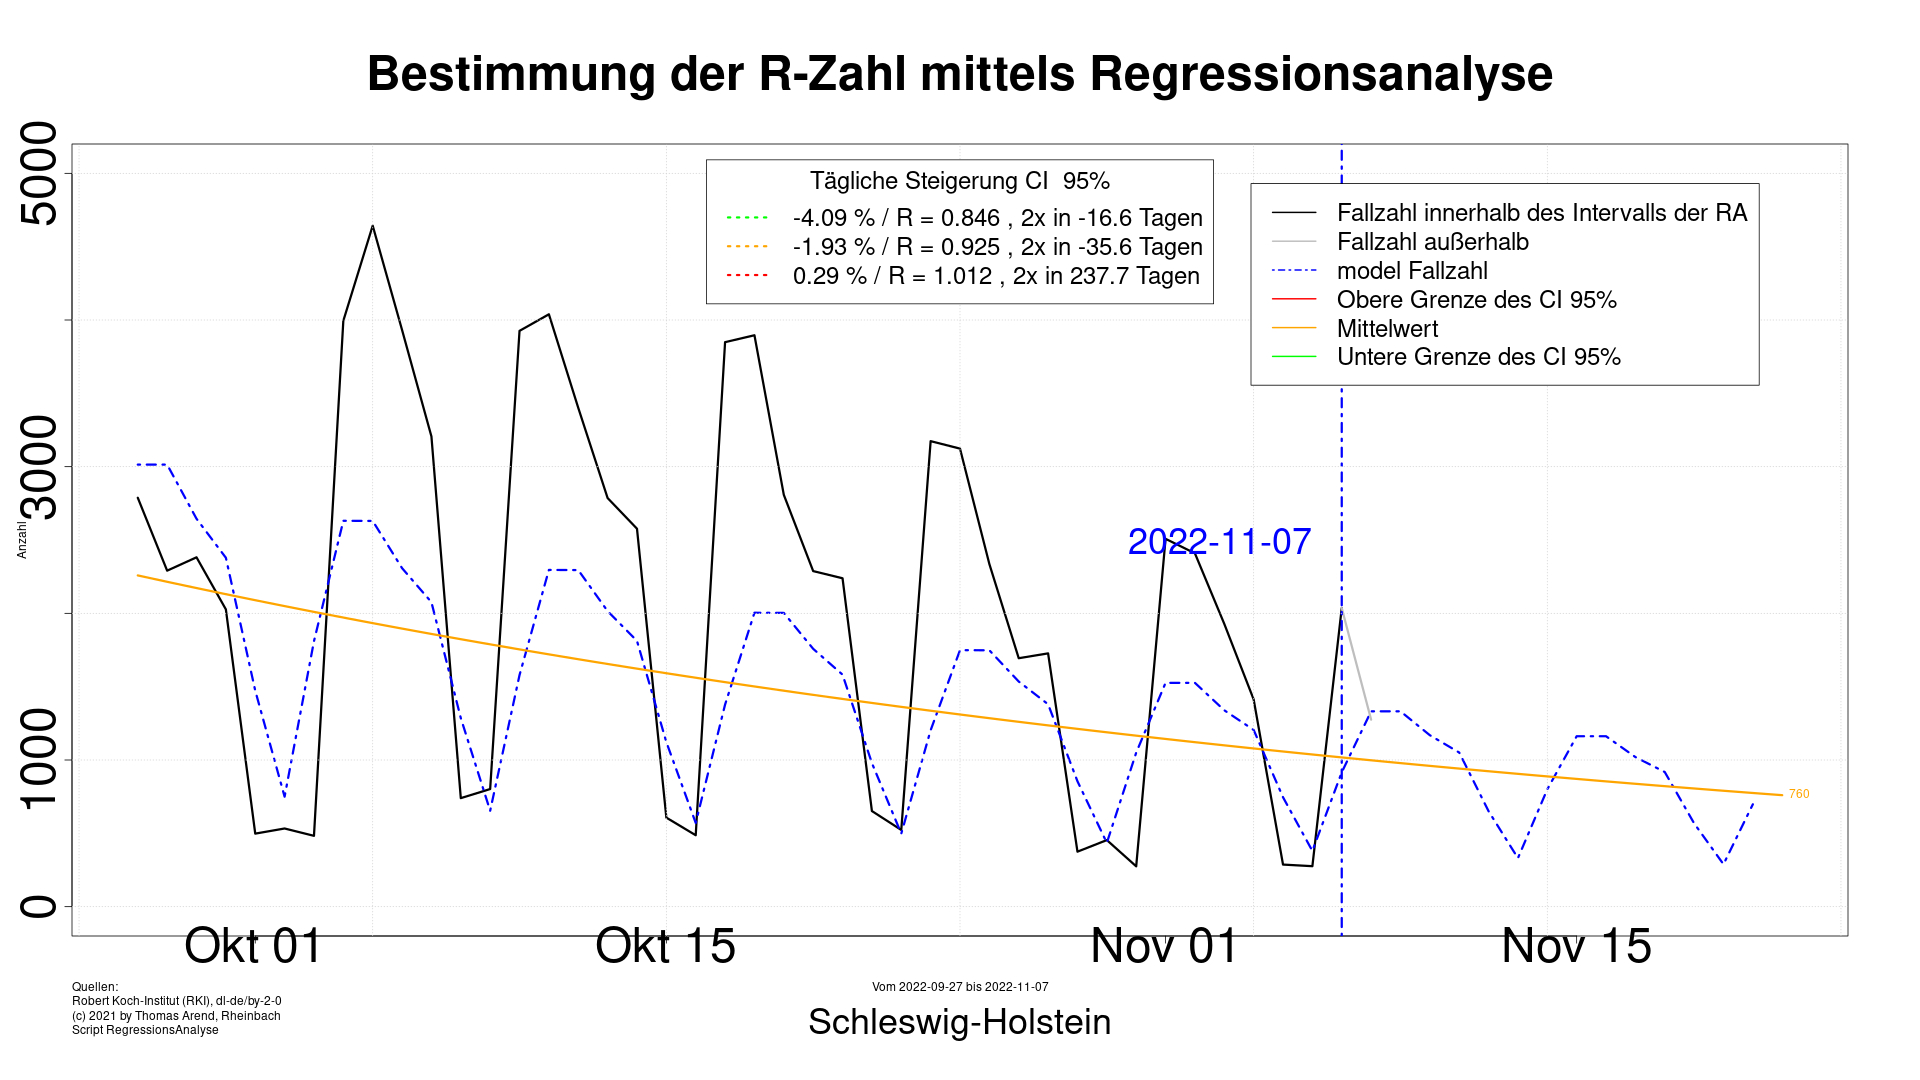 Bestimmung der R-Zahl mittels Regressionsanalyse
Anzahl
5000
3000
1000
0
Tägliche Steigerung CI  95%
-4.09 % / R = 0.846 , 2x in -16.6 Tagen
-1.93 % / R = 0.925 , 2x in -35.6 Tagen
0.29 % / R = 1.012 , 2x in 237.7 Tagen
Fallzahl innerhalb des Intervalls der RA
Fallzahl außerhalb
model Fallzahl
Obere Grenze des CI 95%
Mittelwert
Untere Grenze des CI 95%
2022-11-07
760
Okt 01
Okt 15
Nov 01
Nov 15
Quellen:
Robert Koch-Institut (RKI), dl-de/by-2-0
(c) 2021 by Thomas Arend, Rheinbach
Script RegressionsAnalyse
Vom 2022-09-27 bis 2022-11-07
Schleswig-Holstein